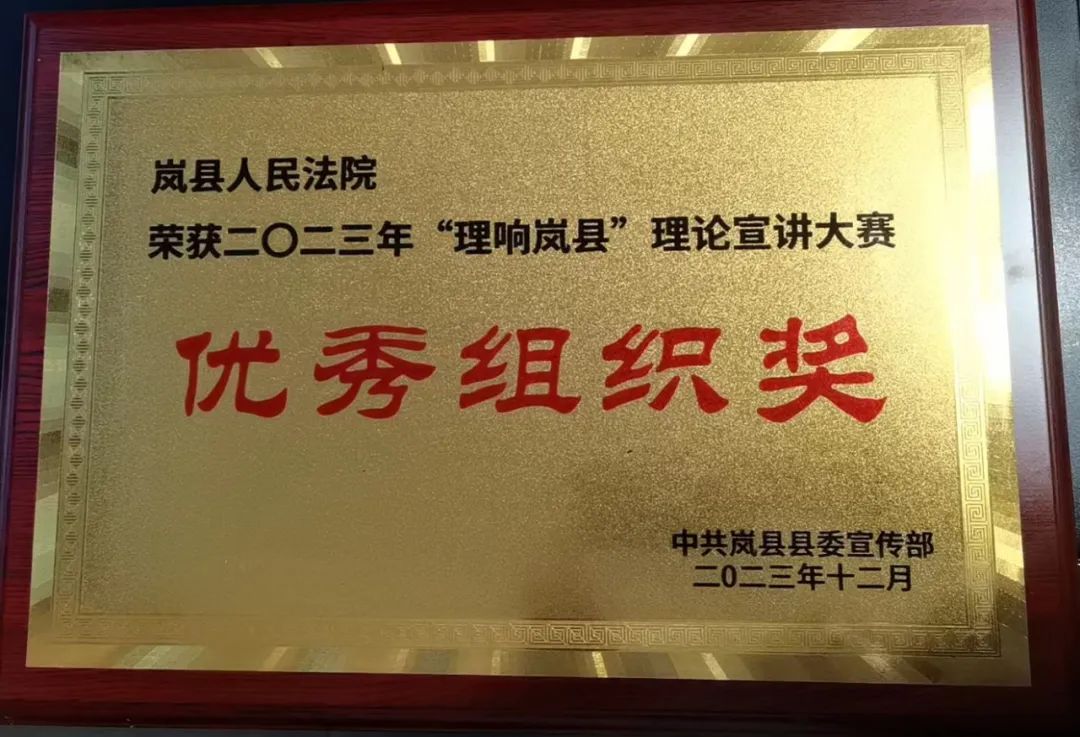 岚县人民法院
荣获二〇二三年“理响岚县”理论宣讲大赛
优秀组织奖
中共岚县县委宣传部
二0二三年十二月